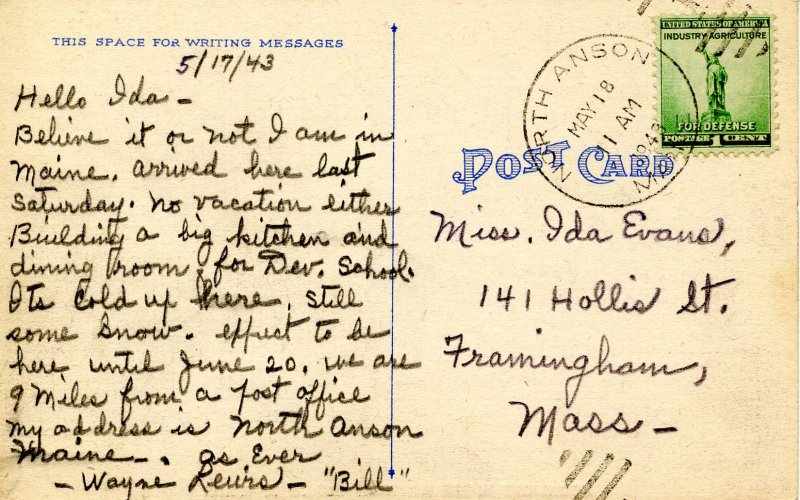 THIS SPACE FOR WRITING MESSAGES
5/17/43
Hello Ida -
Believe it or not I am in
Maine. arrived here last
Saturday. no vacation either
Building a big kitchen and
dining room, for Dev. School.
Its Cold up here, still
some snow. effect to be
here until June 20, we are
9 Miles from a post office
my address is North Anson
Maine -. as Ever
- Wayne Lewis - "Bill"
UNITED STATES OF AMERICA
INDUSTRY AGRICULTURE
FOR DEFENSE
POSTAGE 1 CENT
NORTH ANSON
MAY 18
11 AM
1943
POST CARD
Miss. Ida Evans,
141 Hollis St.
Framingham,
Mass -